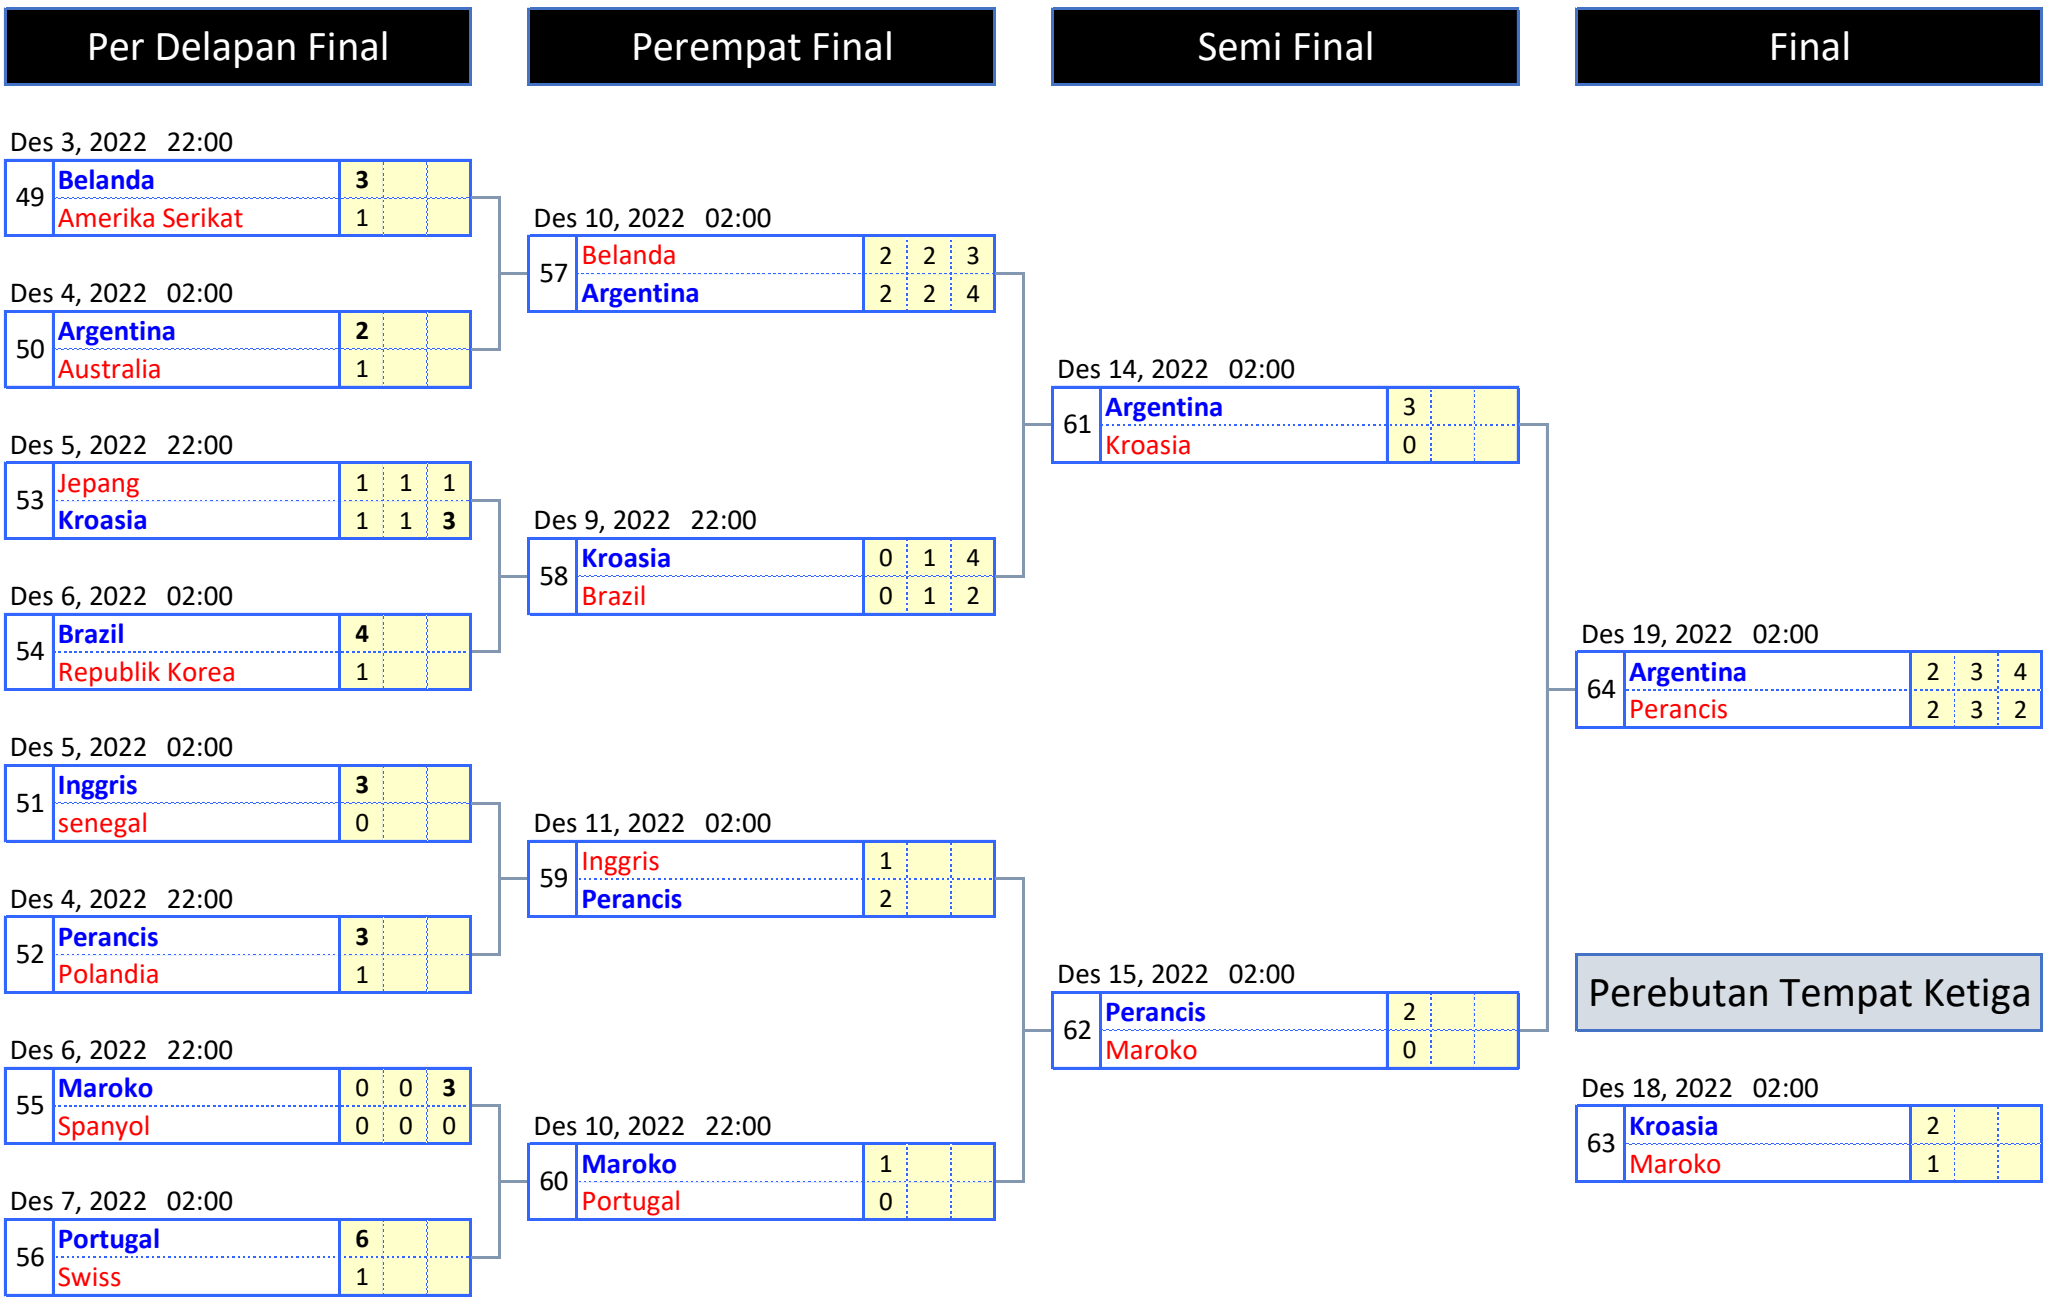 Per Delapan Final
Des 3, 2022 22:00
49
Belanda 3
Amerika Serikat 1
Des 4, 2022 02:00
50
Argentina 2
Australia 1
Des 5, 2022 22:00
53
Jepang 1 1 1
Kroasia 1 1 3
Des 6, 2022 02:00
54
Brazil 4
Republik Korea 1
Des 5, 2022 02:00
51
Inggris 3
senegal 0
Des 4, 2022 22:00
52
Perancis 3
Polandia 1
Des 6, 2022 22:00
55
Maroko 0 0 3
Spanyol 0 0 0
Des 7, 2022 02:00
56
Portugal 6
Swiss 1
Perempat Final
Des 10, 2022 02:00
57
Belanda 2 2 3
Argentina 2 2 4
Des 9, 2022 22:00
58
Kroasia 0 1 4
Brazil 0 1 2
Des 11, 2022 02:00
59
Inggris 1
Perancis 2
Des 10, 2022 22:00
60
Maroko 1
Portugal 0
Semi Final
Des 14, 2022 02:00
61
Argentina 3
Kroasia 0
Des 15, 2022 02:00
62
Perancis 2
Maroko 0
Final
Des 19, 2022 02:00
64
Argentina 2 3 4
Perancis 2 3 2
Perebutan Tempat Ketiga
Des 18, 2022 02:00
63
Kroasia 2
Maroko 1